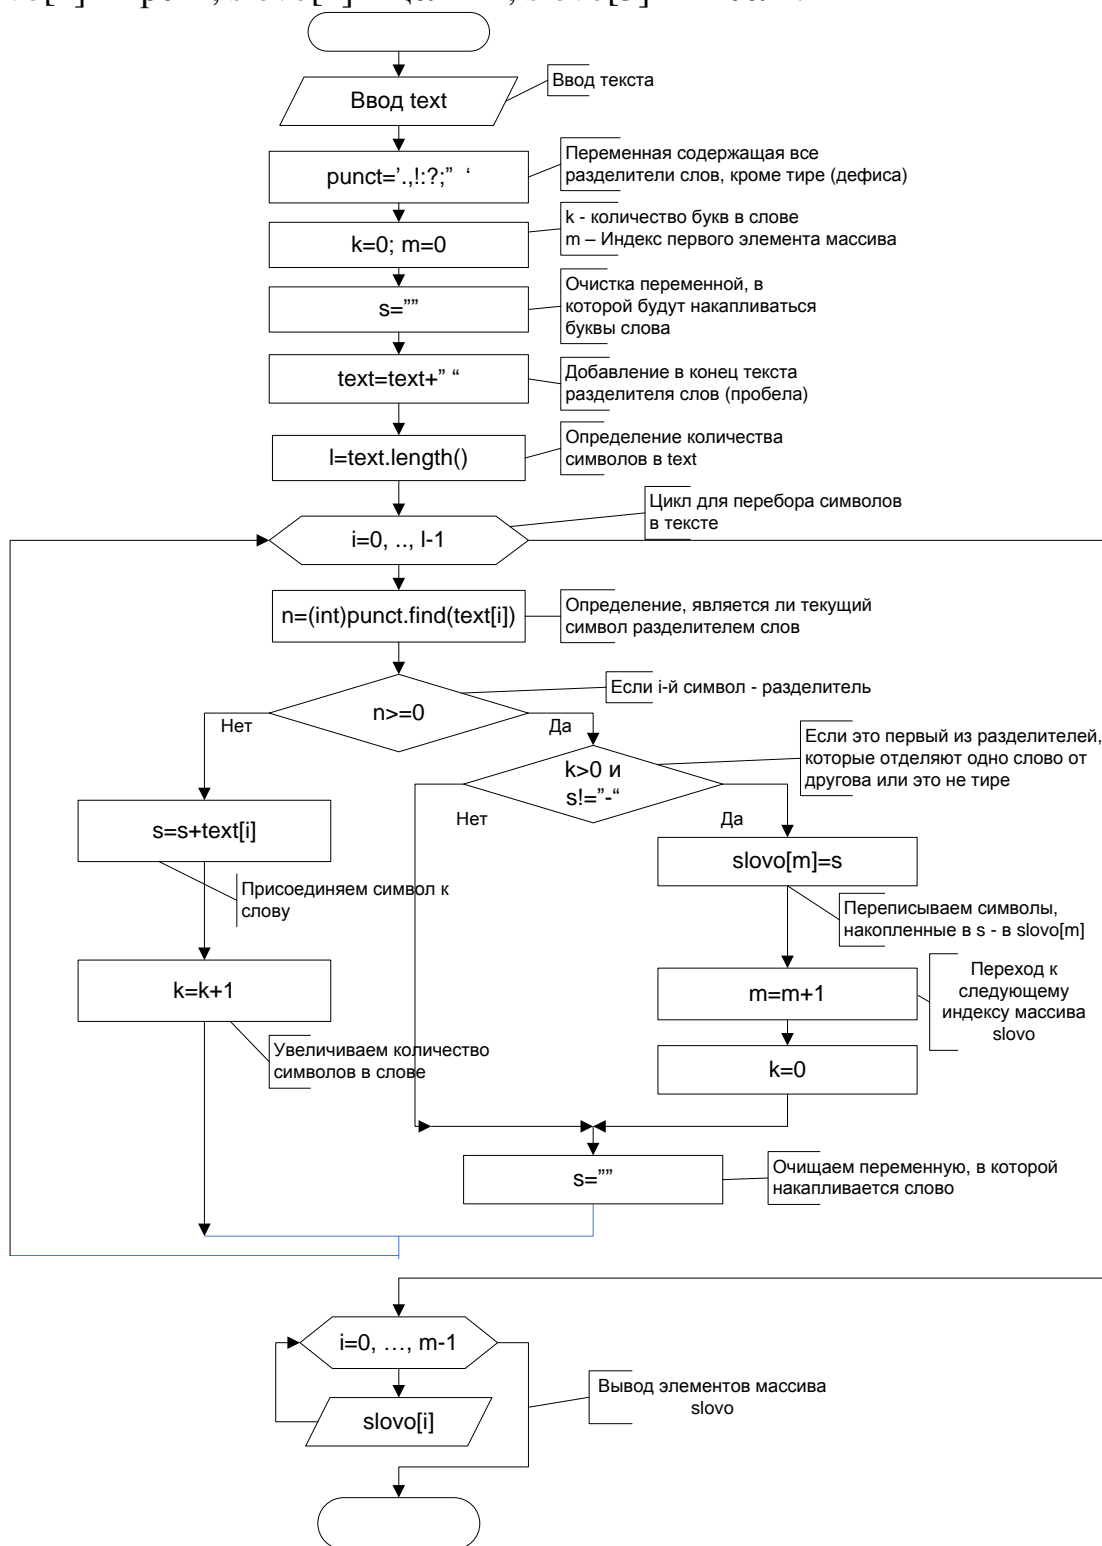 Ввод text
Ввод текста
punct='.,!:?;” ‘
Переменная содержащая все
разделители слов, кроме тире (дефиса)
k=0; m=0
k - количество букв в слове
m – Индекс первого элемента массива
s=””
Очистка переменной, в
которой будут накапливаться
буквы слова
text=text+” “
Добавление в конец текста
разделителя слов (пробела)
l=text.length()
Определение количества
символов в text
i=0, .., l-1
Цикл для перебора символов
в тексте
n=(int)punct.find(text[i])
Определение, является ли текущий
символ разделителем слов
n>=0
Если i-й символ - разделитель
Нет
Да
k>0 и
s!=”-“
Если это первый из разделителей,
которые отделяют одно слово от
другова или это не тире
Нет
Да
s=s+text[i]
Присоединяем символ к
слову
slovo[m]=s
Переписываем символы,
накопленные в s - в slovo[m]
k=k+1
Увеличиваем количество
символов в слове
m=m+1
Переход к
следующему
индексу массива
slovo
k=0
s=””
Очищаем переменную, в которой
накапливается слово
i=0, …, m-1
slovo[i]
Вывод элементов массива
slovo